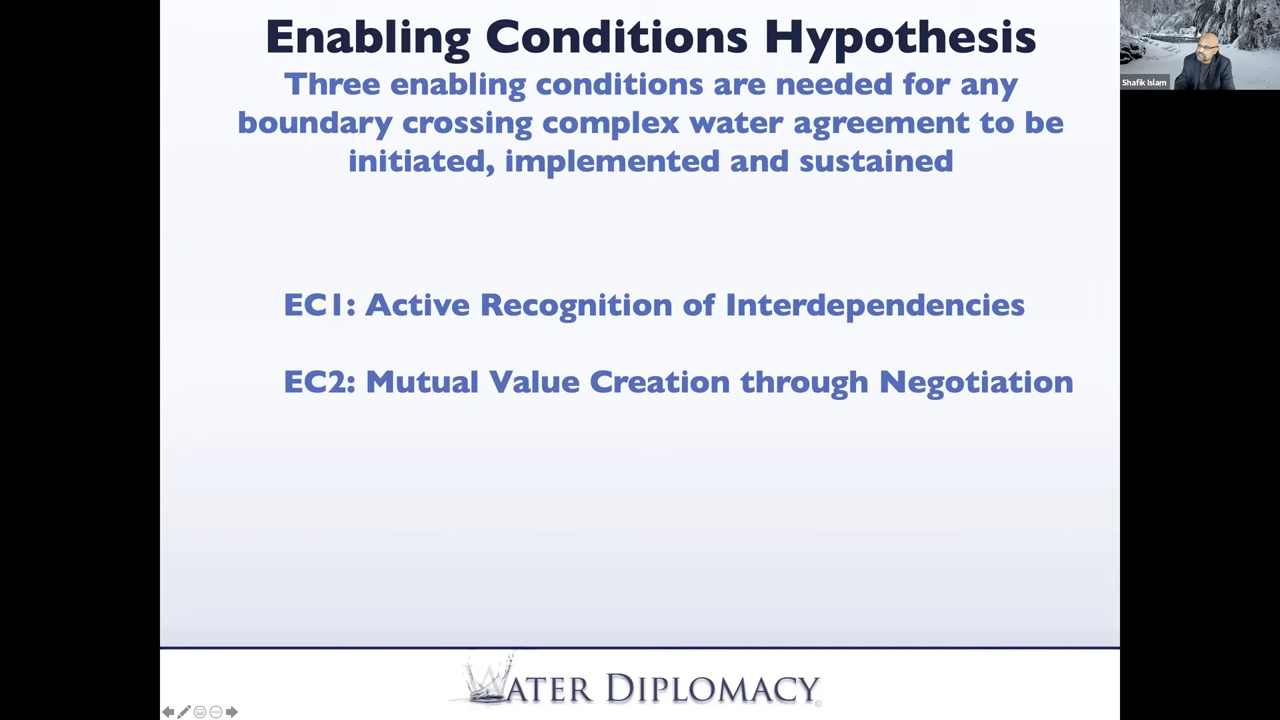 Enabling Conditions Hypothesis
Three enabling conditions are needed for any
boundary crossing complex water agreement to be
initiated, implemented and sustained
EC1: Active Recognition of Interdependencies
EC2: Mutual Value Creation through Negotiation
WATER DIPLOMACY©
Shafik Islam